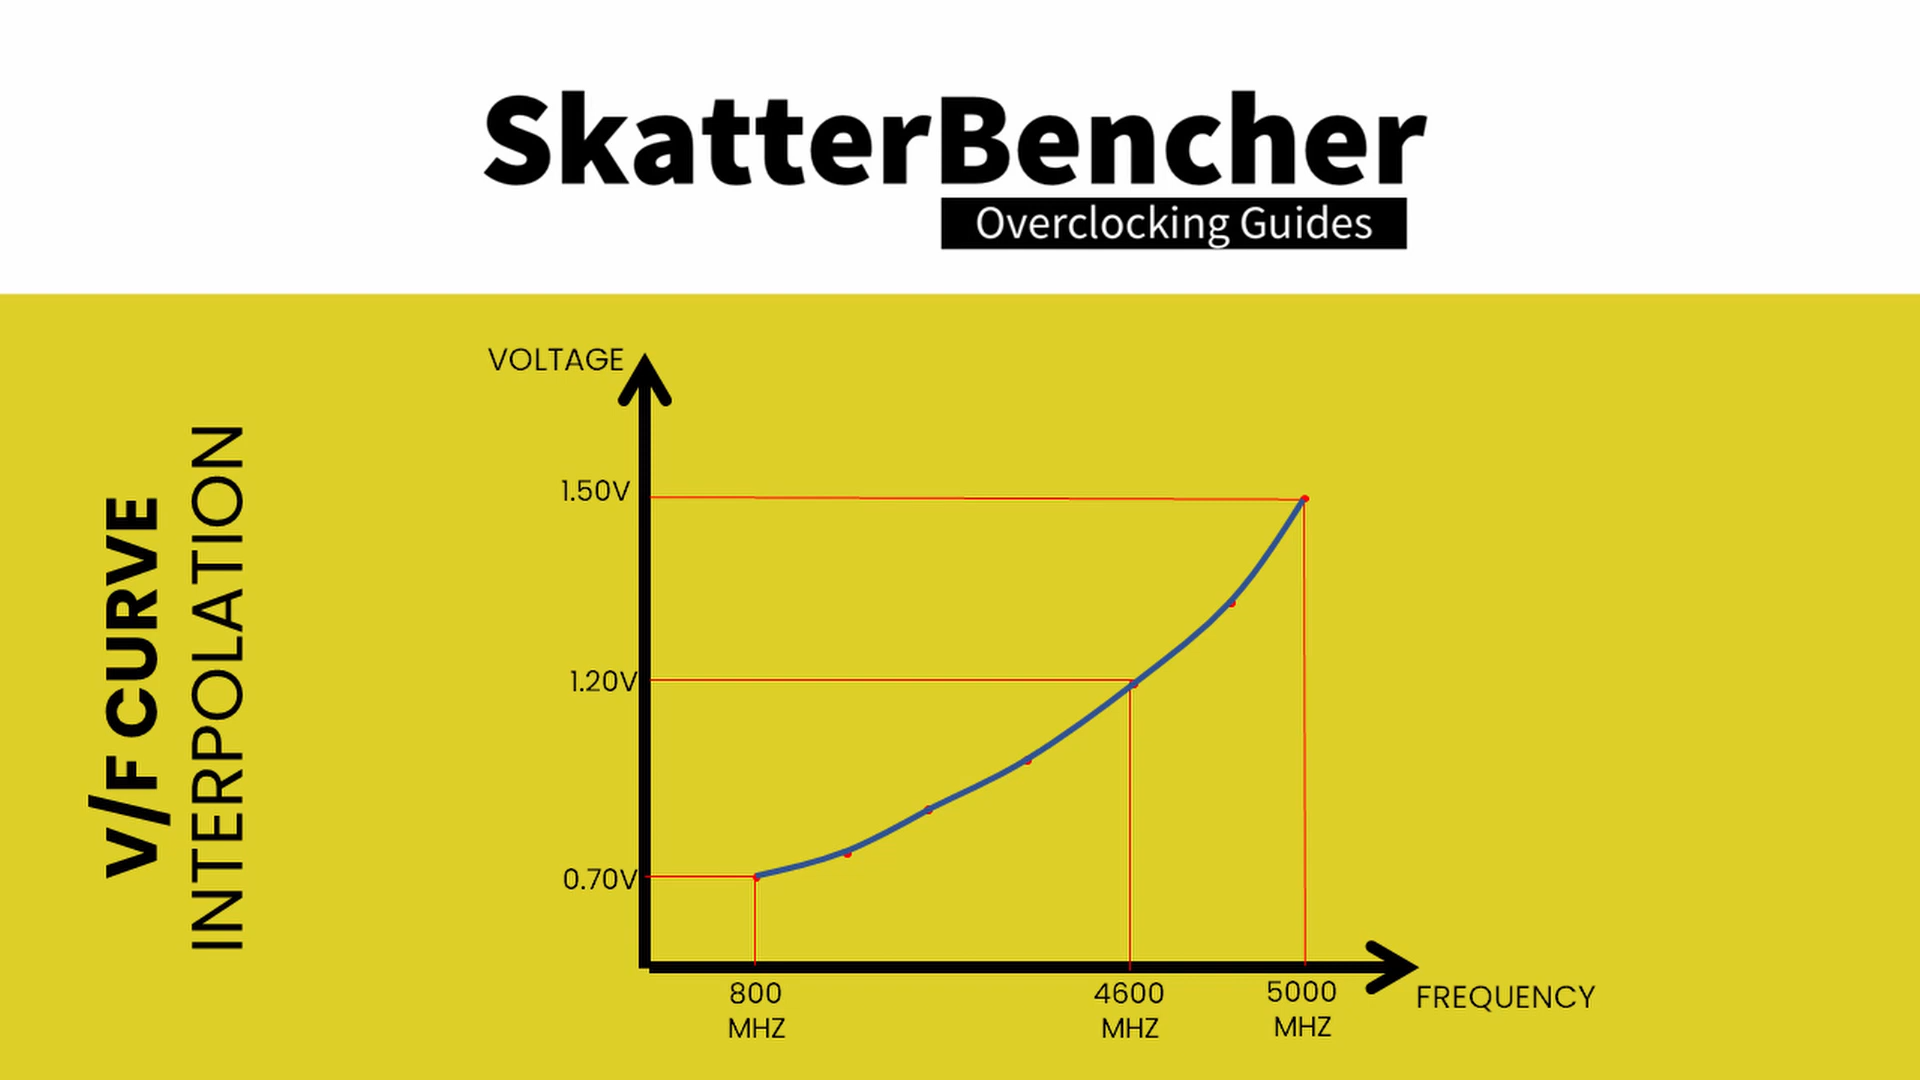 SkatterBencher
Overclocking Guides
V/F CURVE
INTERPOLATION
VOLTAGE
1.50V
1.20V
0.70V
800
MHZ
4600
MHZ
5000
MHZ
FREQUENCY